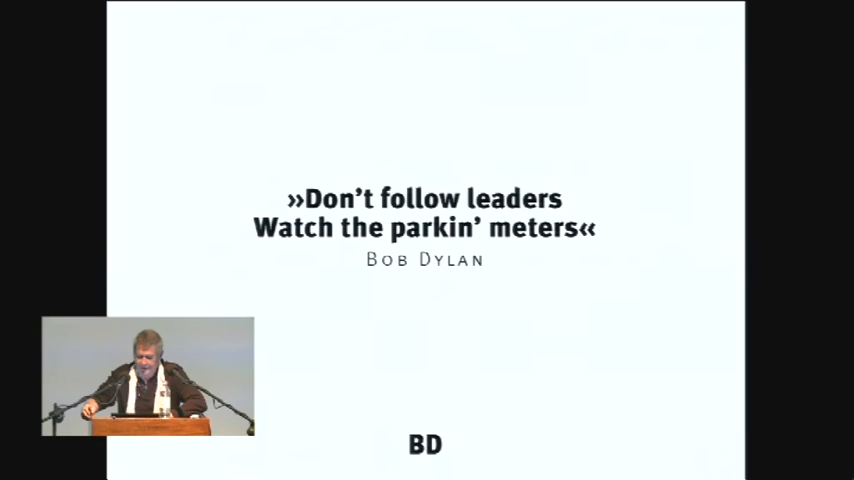 »Don't follow leaders
Watch the parkin' meters«
BOB DYLAN
BD